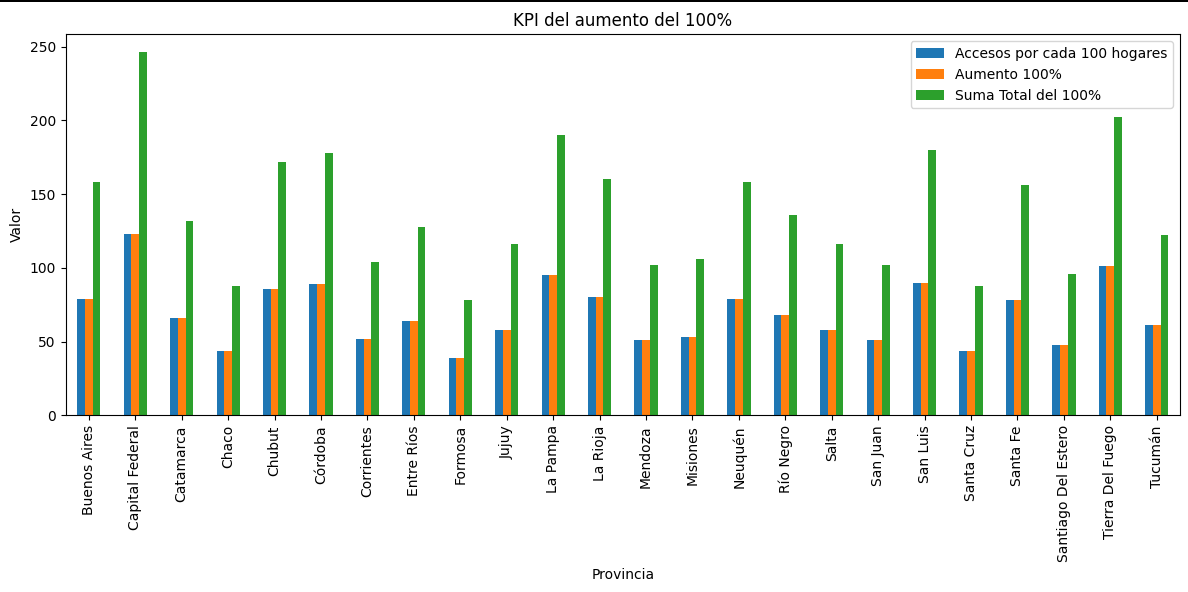 KPI del aumento del 100%
Accesos por cada 100 hogares
Aumento 100%
Suma Total del 100%
Valor
250
200
150
100
50
0
Buenos Aires
Capital Federal
Catamarca
Chaco
Chubut
Córdoba
Corrientes
Entre Ríos
Formosa
Jujuy
La Pampa
La Rioja
Mendoza
Misiones
Neuquén
Río Negro
Salta
San Juan
San Luis
Santa Cruz
Santa Fe
Santiago Del Estero
Tierra Del Fuego
Tucumán
Provincia